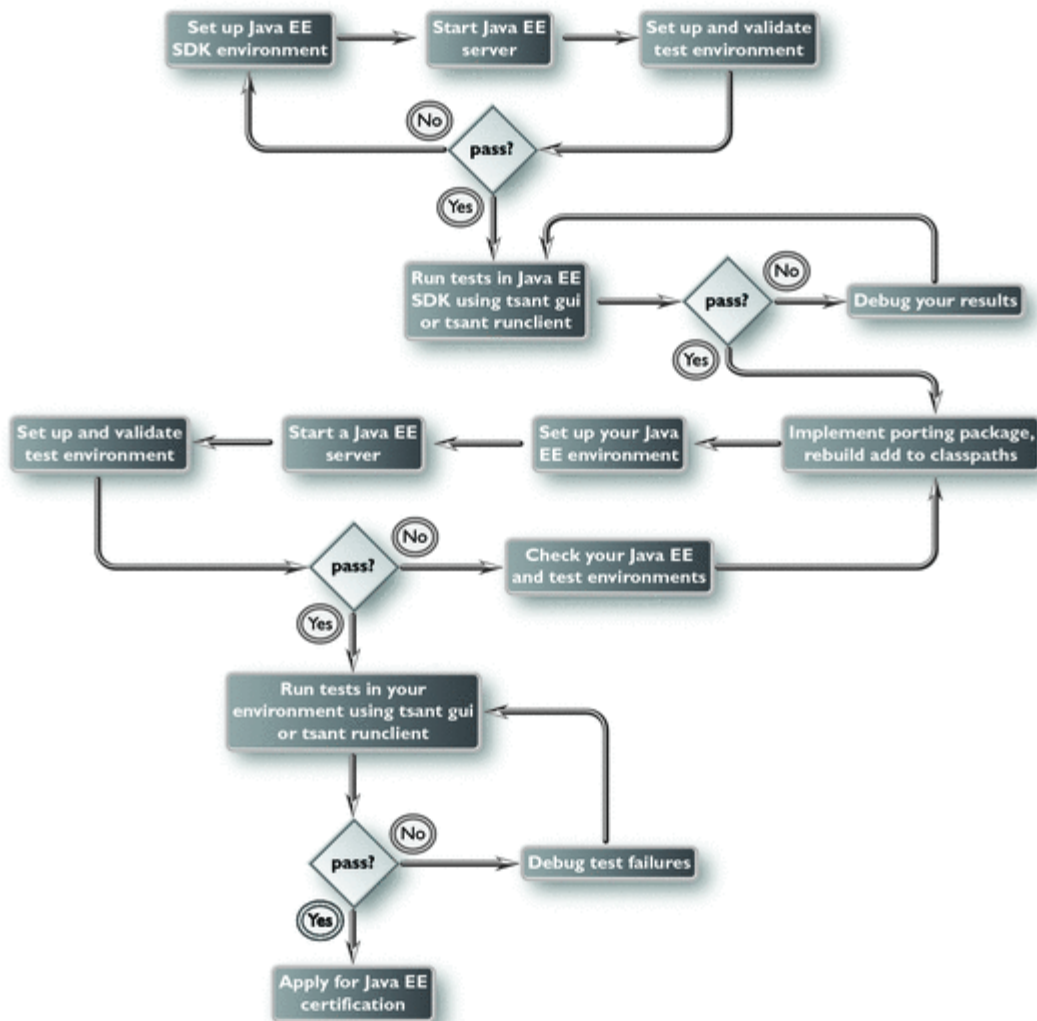 Set up Java EE
SDK environment
Start Java EE
server
Set up and validate
test environment
No
pass?
Yes
Run tests in Java EE
SDK using tsant gui
or tsant runclient
pass?
No
Debug your results
Yes
Set up and validate
test environment
Start a Java EE
server
Set up your Java
EE environment
Implement porting package,
rebuild add to classpaths
pass?
No
Check your Java EE
and test environments
Yes
Run tests in your
environment using tsant gui
or tsant runclient
pass?
No
Debug test failures
Yes
Apply for Java EE
certification